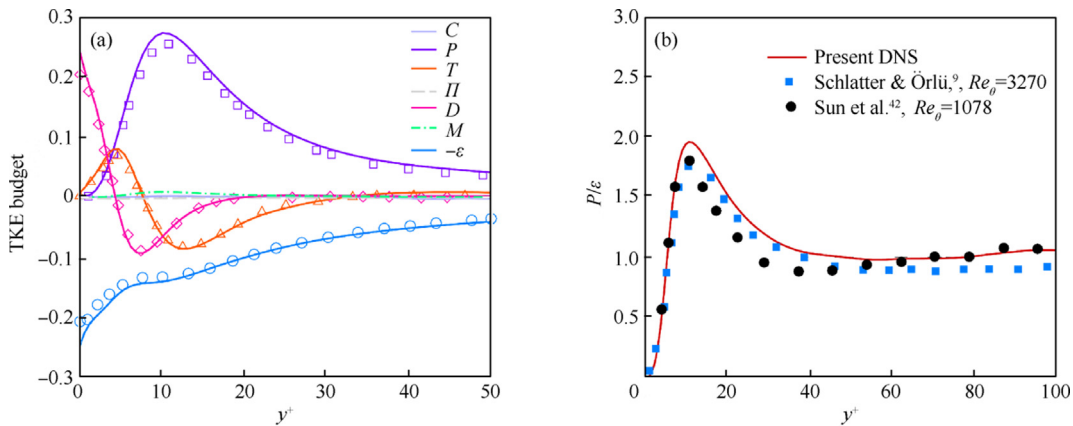 (a)
C
P
T
Π
D
M
−ε
0.3
0.2
0.1
0
−0.1
−0.2
−0.3
TKE budget
0
10
20
30
40
50
y⁺
(b)
Present DNS
Schlatter & Örlü,⁹, Re_θ=3270
Sun et al.⁴², Re_θ=1078
3.0
2.5
2.0
1.5
1.0
0.5
P/ε
0
20
40
60
80
100
y⁺